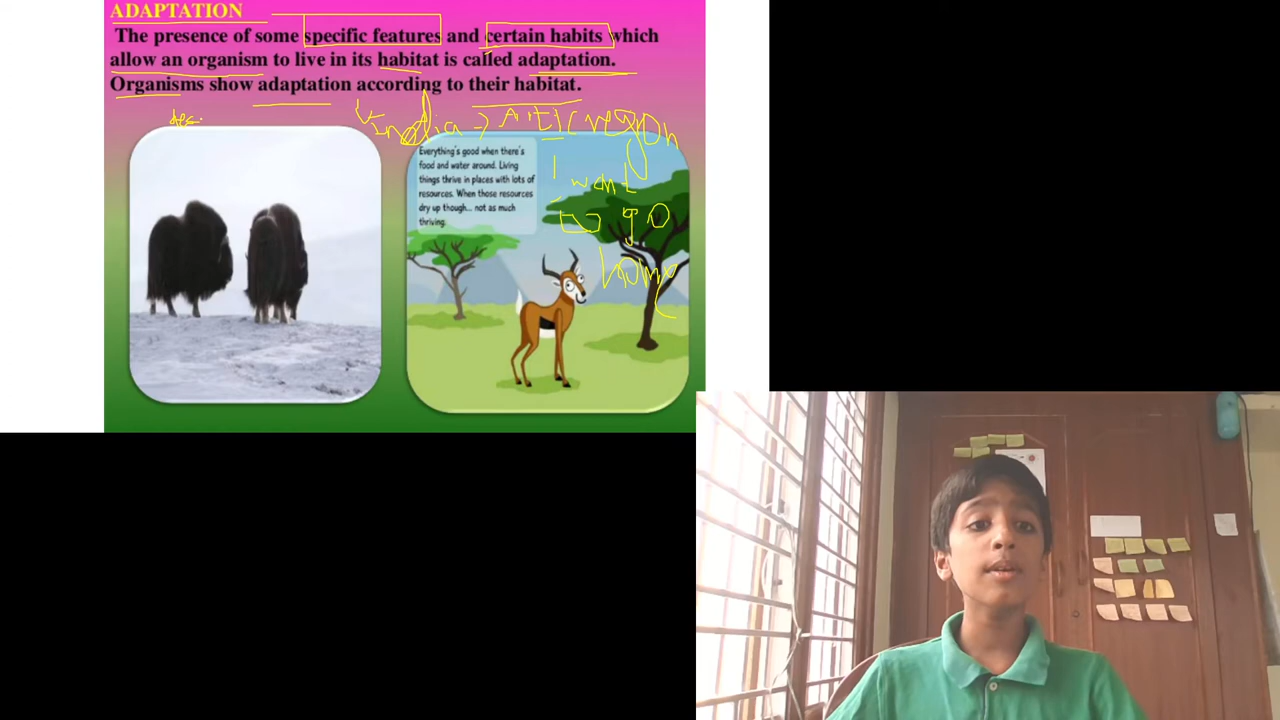 ADAPTATION
The presence of some specific features and certain habits which
allow an organism to live in its habitat is called adaptation.
Organisms show adaptation according to their habitat.
India → Artic region
Everything's good when there's
food and water around. Living
things thrive in places with lots of
resources. When those resources
dry up though... not as much
thriving.
I want
to go
home